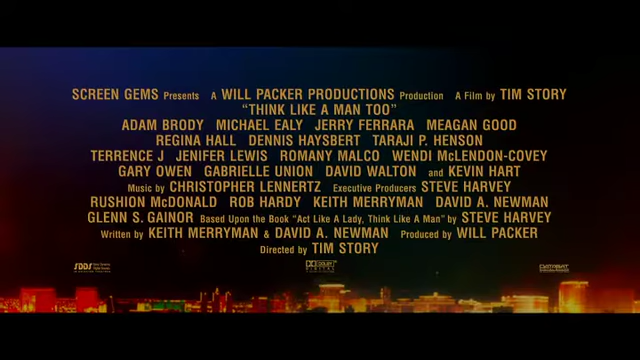 SCREEN GEMS Presents A WILL PACKER PRODUCTIONS Production A Film by TIM STORY
“THINK LIKE A MAN TOO”
ADAM BRODY MICHAEL EALY JERRY FERRARA MEAGAN GOOD
REGINA HALL DENNIS HAYSBERT TARAJI P. HENSON
TERRENCE J JENIFER LEWIS ROMANY MALCO WENDI McLENDON-COVEY
GARY OWEN GABRIELLE UNION DAVID WALTON and KEVIN HART
Music by CHRISTOPHER LENNERTZ Executive Producers STEVE HARVEY
RUSHION McDONALD ROB HARDY KEITH MERRYMAN DAVID A. NEWMAN
GLENN S. GAINOR Based Upon the Book "Act Like A Lady, Think Like A Man" by STEVE HARVEY
Written by KEITH MERRYMAN & DAVID A. NEWMAN Produced by WILL PACKER
Directed by TIM STORY
SDDS DOLBY DIGITAL DATASAT